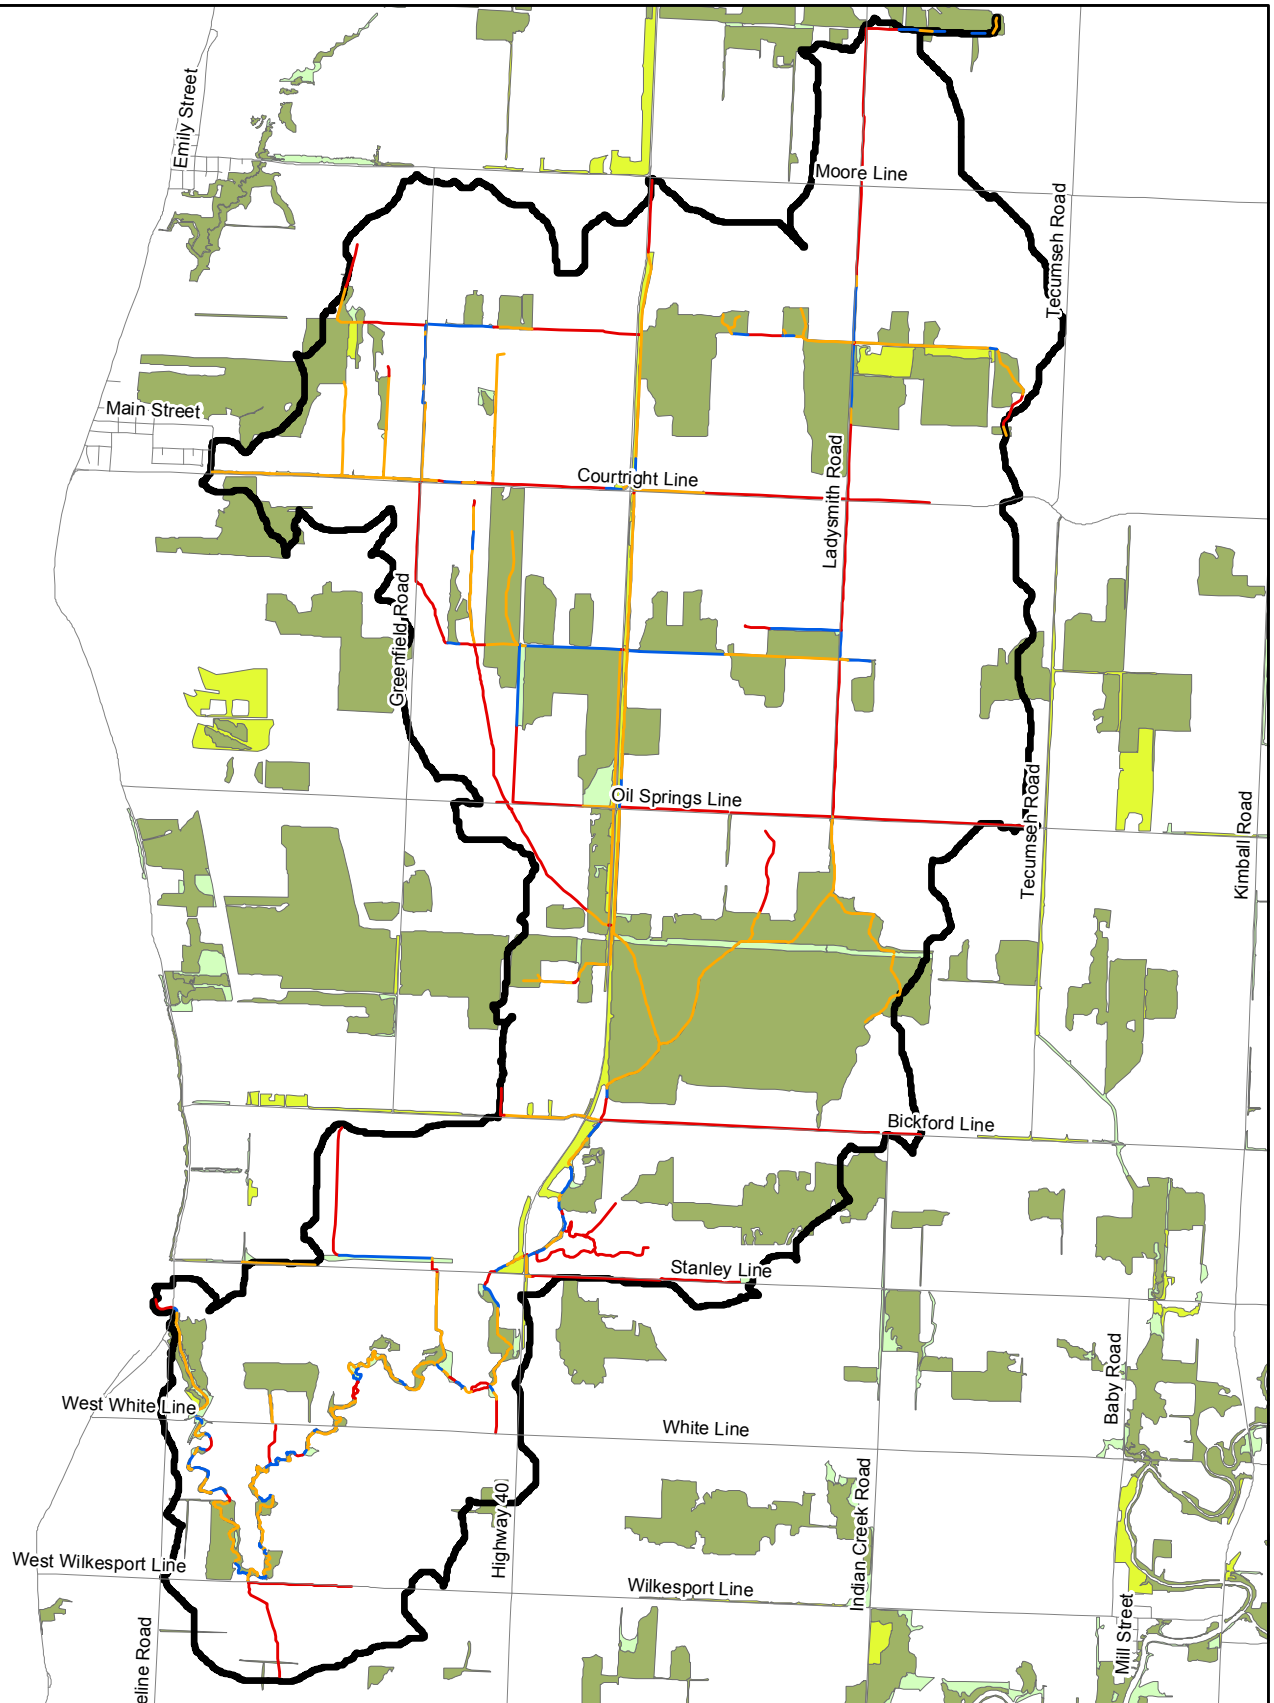 Emily Street
Moore Line
Tecumseh Road
Main Street
Courtright Line
Ladysmith Road
Greenfield Road
Oil Springs Line
Tecumseh Road
Kimball Road
Bickford Line
Stanley Line
Baby Road
West White Line
White Line
Highway 40
Indian Creek Road
West Wilkesport Line
Wilkesport Line
Mill Street
eline Road